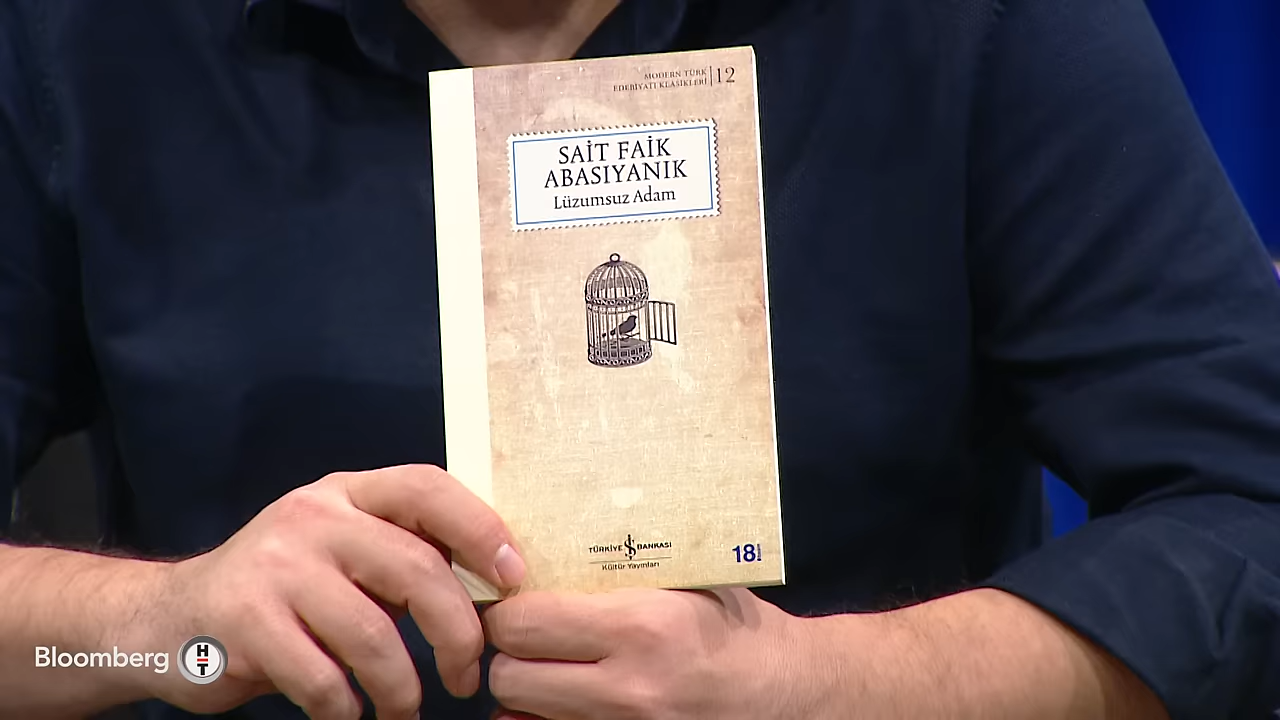 MODERN TÜRK
EDEBİYATI KLASİKLERİ | 12
SAİT FAİK
ABASIYANIK
Lüzumsuz Adam
TÜRKİYE İŞ BANKASI
Kültür Yayınları
18
Bloomberg HT